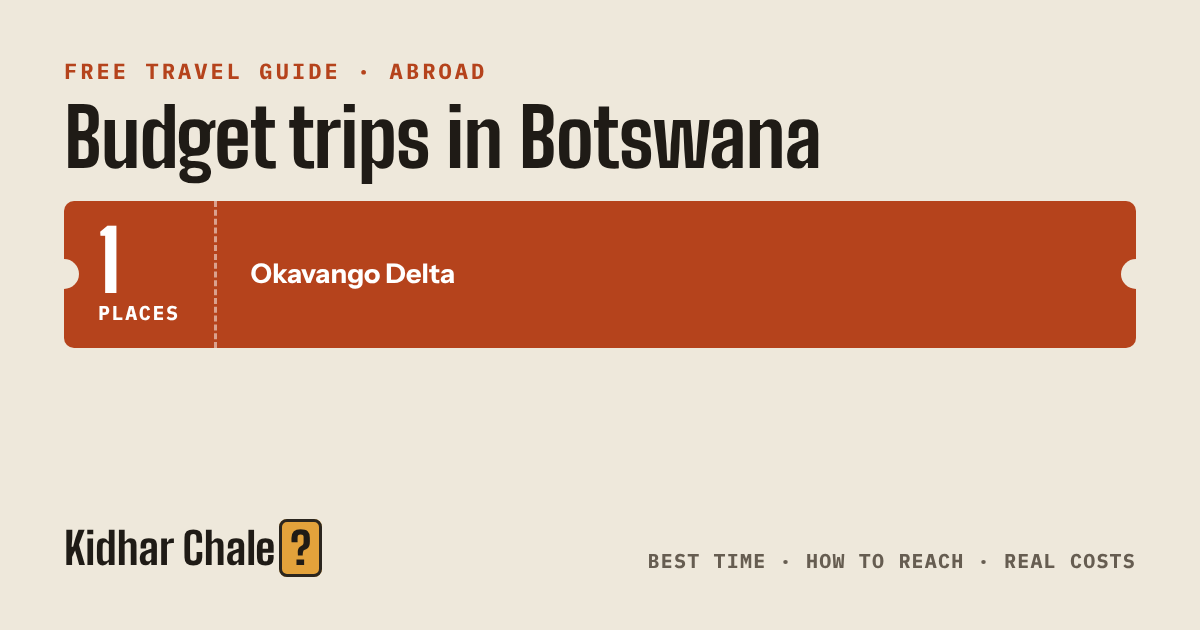 FREE TRAVEL GUIDE · ABROAD
Budget trips in Botswana
1
PLACES
Okavango Delta
Kidhar Chale ?
BEST TIME · HOW TO REACH · REAL COSTS